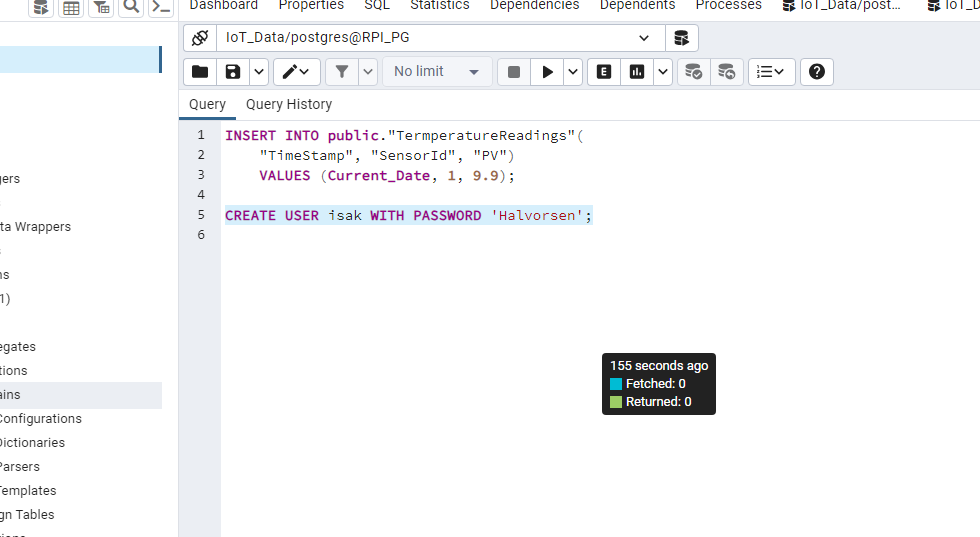 Dashboard Properties SQL Statistics Dependencies Dependents Processes IoT_Data/post... IoT_D
IoT_Data/postgres@RPI_PG
No limit
E
Query Query History
1 INSERT INTO public."TermperatureReadings"(
2 "TimeStamp", "SensorId", "PV")
3 VALUES (Current_Date, 1, 9.9);
4
5 CREATE USER isak WITH PASSWORD 'Halvorsen';
6
gers
ta Wrappers
ns
1)
egates
tions
ains
Configurations
Dictionaries
Parsers
Templates
gn Tables
155 seconds ago
Fetched: 0
Returned: 0